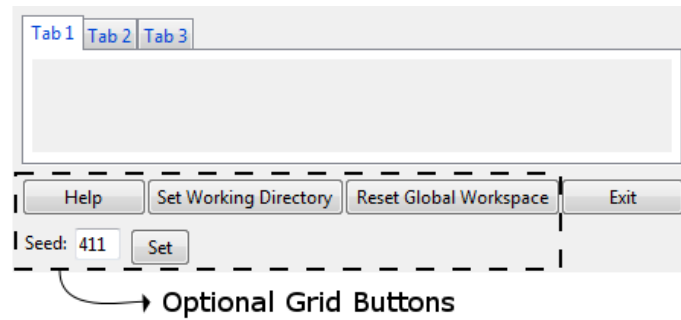 Tab 1 Tab 2 Tab 3
Help Set Working Directory Reset Global Workspace Exit
Seed: 411 Set
Optional Grid Buttons